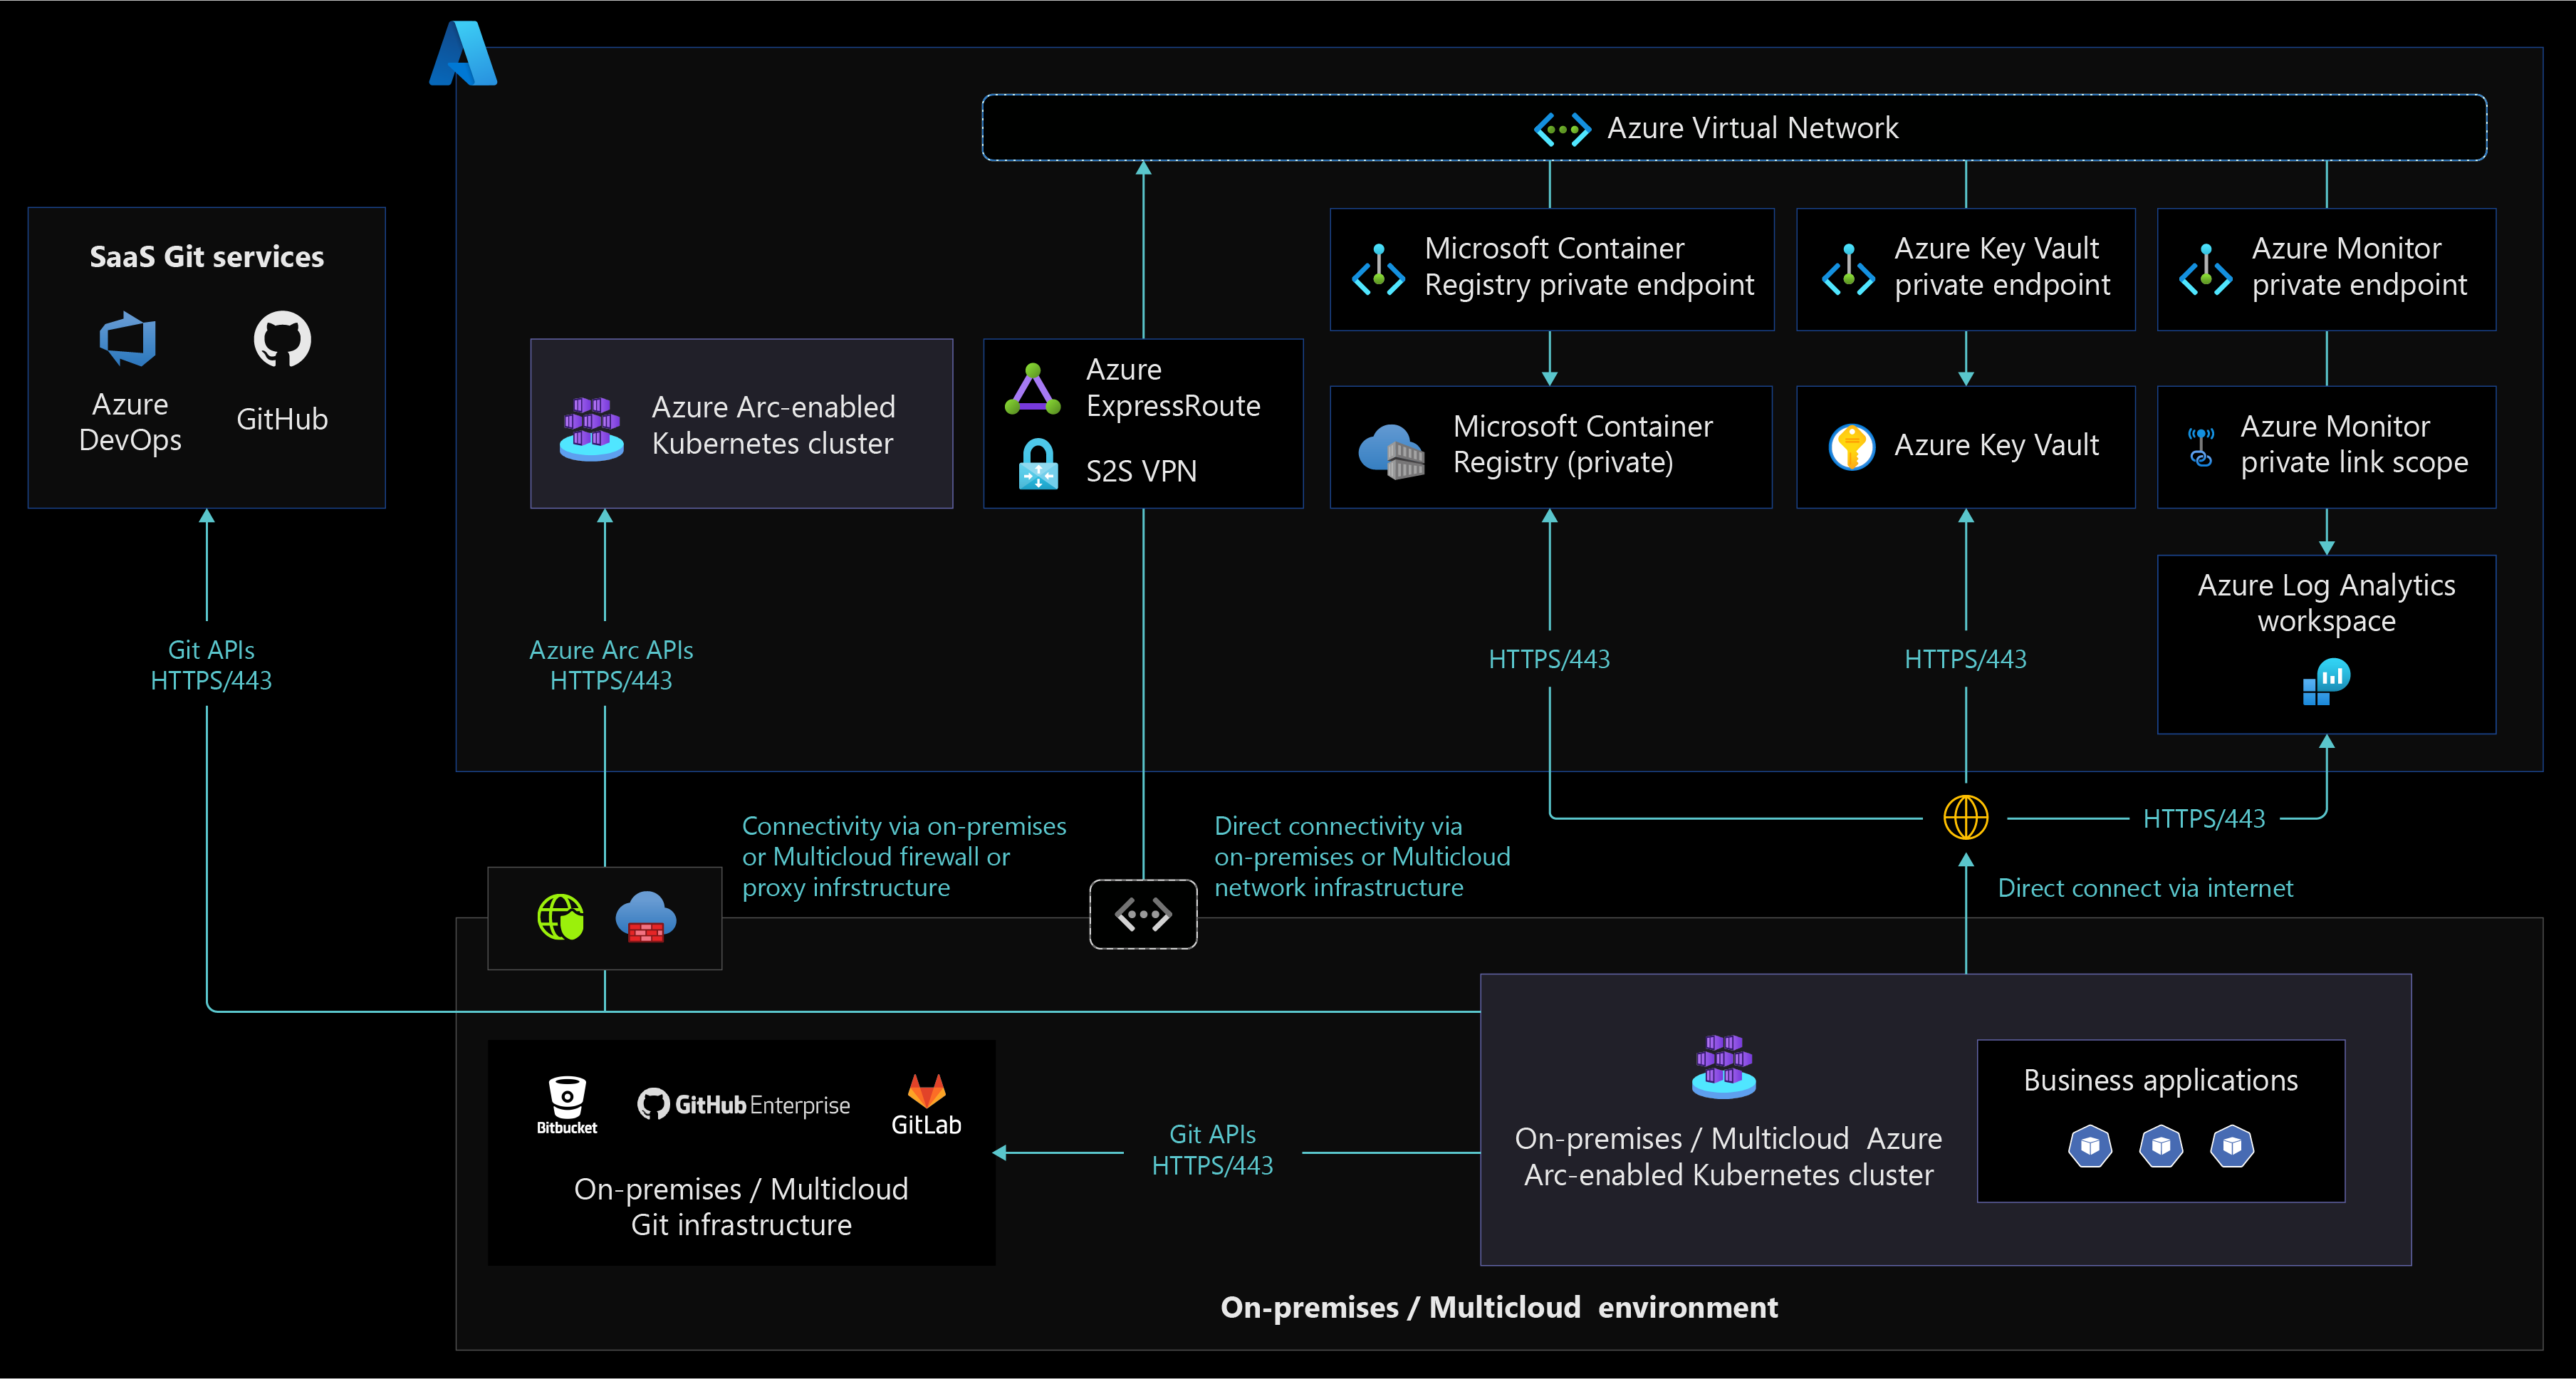 Azure Virtual Network
SaaS Git services
Azure
DevOps
GitHub
Azure Arc-enabled
Kubernetes cluster
Azure
ExpressRoute
S2S VPN
Microsoft Container
Registry private endpoint
Azure Key Vault
private endpoint
Azure Monitor
private endpoint
Microsoft Container
Registry (private)
Azure Key Vault
Azure Monitor
private link scope
Azure Log Analytics
workspace
Git APIs
HTTPS/443
Azure Arc APIs
HTTPS/443
HTTPS/443
HTTPS/443
HTTPS/443
Connectivity via on-premises
or Multicloud firewall or
proxy infrstructure
Direct connectivity via
on-premises or Multicloud
network infrastructure
Direct connect via internet
Bitbucket
GitHub Enterprise
GitLab
On-premises / Multicloud
Git infrastructure
Git APIs
HTTPS/443
On-premises / Multicloud Azure
Arc-enabled Kubernetes cluster
Business applications
On-premises / Multicloud environment